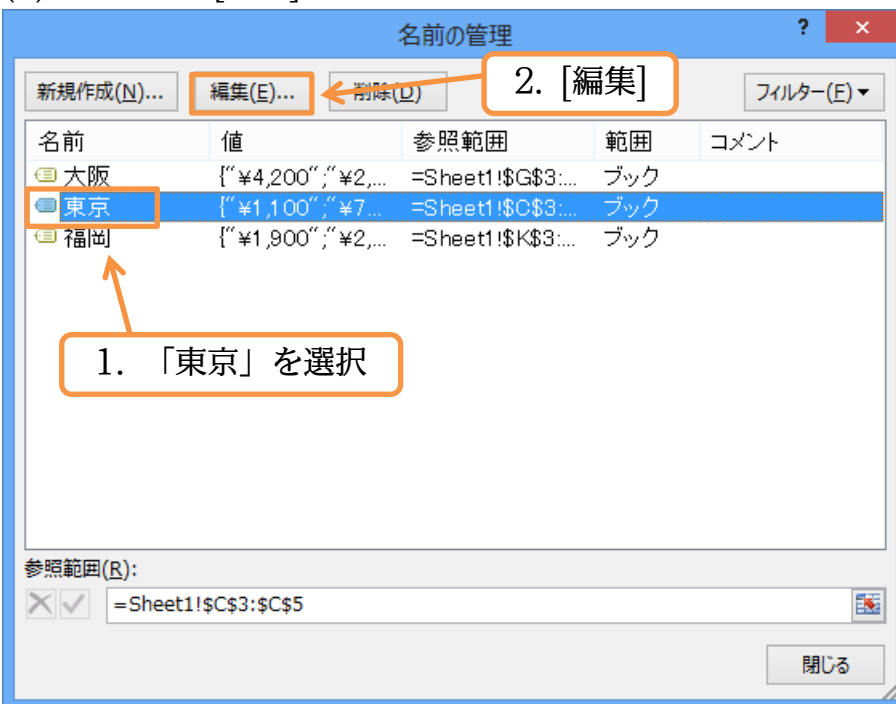 名前の管理
?
×
新規作成(N)...
編集(E)...
削除(D)
2. [編集]
フィルター(F)
名前 値 参照範囲 範囲 コメント
大阪 {"¥4,200";"¥2,... =Sheet1!$G$3:... ブック
東京 {"¥1,100";"¥7... =Sheet1!$C$3:... ブック
福岡 {"¥1,900";"¥2,... =Sheet1!$K$3:... ブック
1. 「東京」を選択
参照範囲(R):
=Sheet1!$C$3:$C$5
閉じる